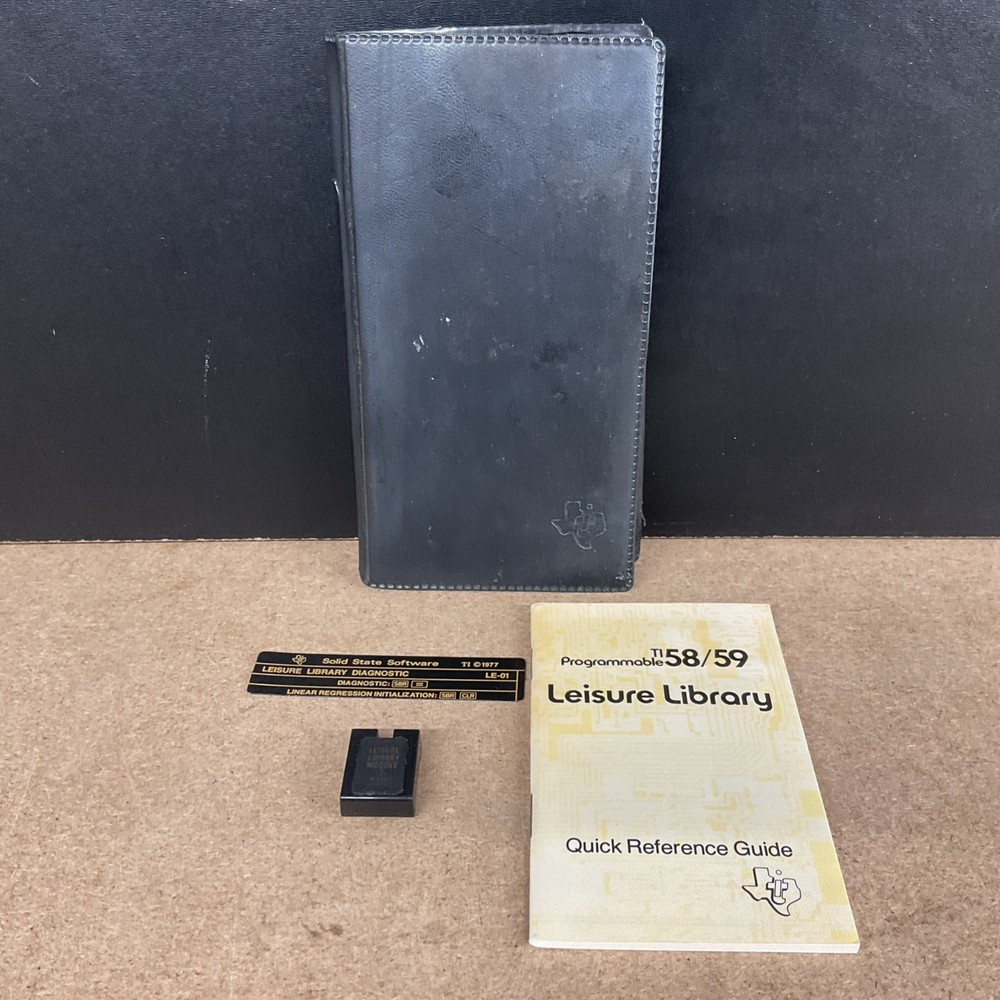 Solid State Software TI ©1977
LEISURE LIBRARY DIAGNOSTIC LE-01
DIAGNOSTIC: SBR =
LINEAR REGRESSION INITIALIZATION: SBR CLR
LEISURE
LIBRARY
MODULE
TI
Programmable 58/59
Leisure Library
Quick Reference Guide